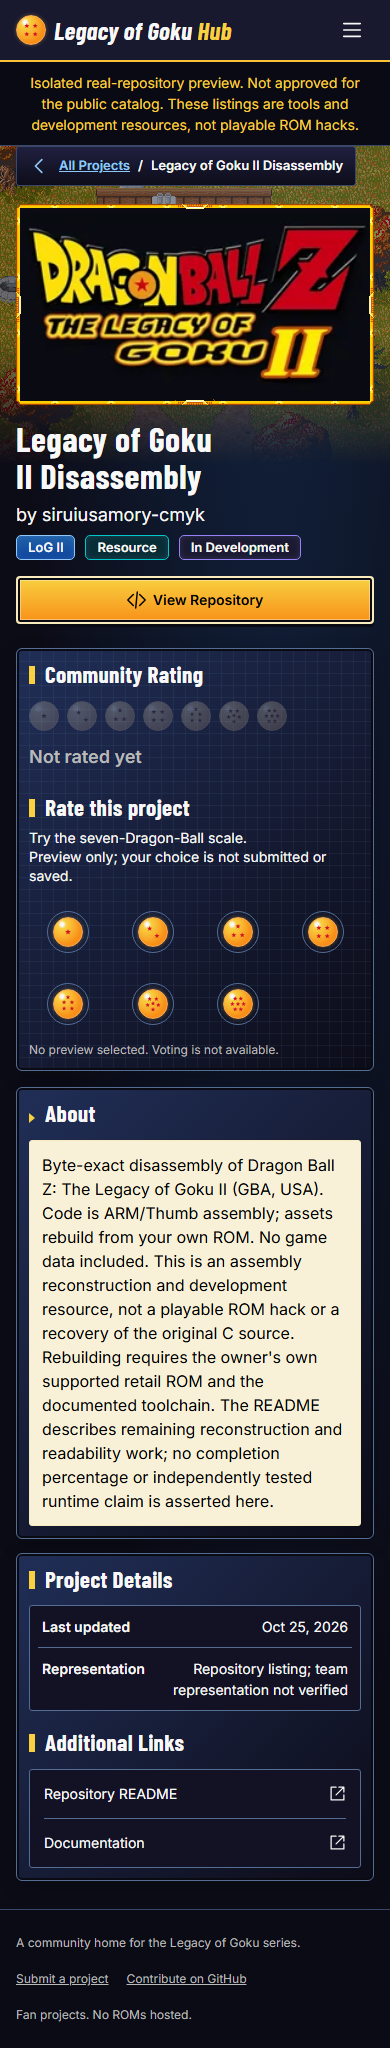 Legacy of Goku Hub
Isolated real-repository preview. Not approved for
the public catalog. These listings are tools and
development resources, not playable ROM hacks.
All Projects / Legacy of Goku II Disassembly
DRAGON BALL Z
THE LEGACY OF
GOKU II
Legacy of Goku
II Disassembly
by siruiusamory-cmyk
LoG II Resource In Development
View Repository
Community Rating
Not rated yet
Rate this project
Try the seven-Dragon-Ball scale.
Preview only; your choice is not submitted or
saved.
No preview selected. Voting is not available.
About
Byte-exact disassembly of Dragon Ball
Z: The Legacy of Goku II (GBA, USA).
Code is ARM/Thumb assembly; assets
rebuild from your own ROM. No game
data included. This is an assembly
reconstruction and development
resource, not a playable ROM hack or a
recovery of the original C source.
Rebuilding requires the owner's own
supported retail ROM and the
documented toolchain. The README
describes remaining reconstruction and
readability work; no completion
percentage or independently tested
runtime claim is asserted here.
Project Details
Last updated Oct 25, 2026
Representation Repository listing; team
representation not verified
Additional Links
Repository README
Documentation
A community home for the Legacy of Goku series.
Submit a project Contribute on GitHub
Fan projects. No ROMs hosted.